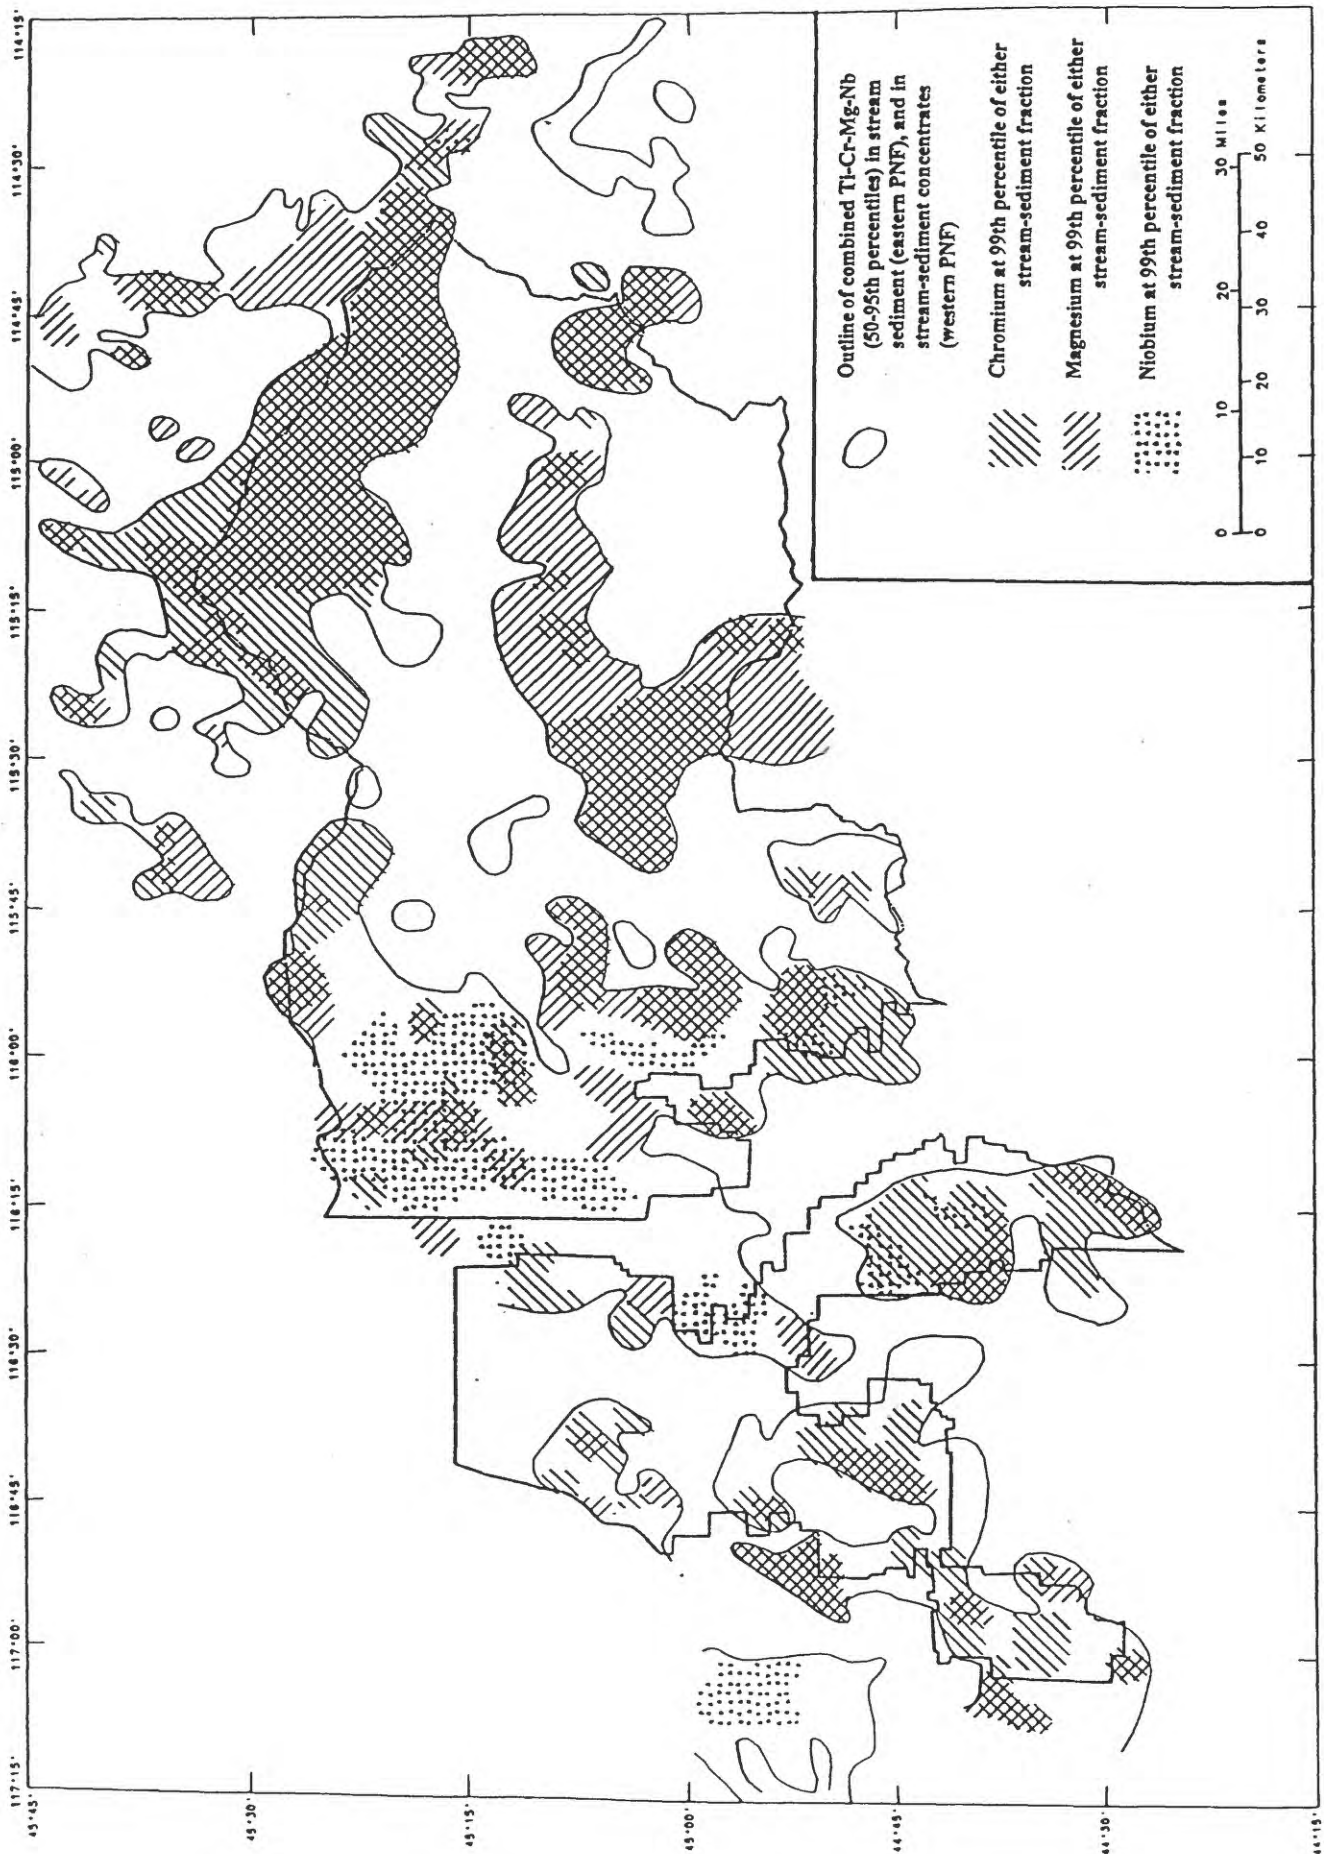 117°15'
117°00'
116°45'
116°30'
116°15'
116°00'
115°45'
115°30'
115°15'
115°00'
114°45'
114°30'
114°15'
45°45'
45°30'
45°15'
45°00'
44°45'
44°30'
44°15'
Outline of combined Ti-Cr-Mg-Nb
(50-95th percentiles) in stream
sediment (eastern PNF), and in
stream-sediment concentrates
(western PNF)
Chromium at 99th percentile of either
stream-sediment fraction
Magnesium at 99th percentile of either
stream-sediment fraction
Niobium at 99th percentile of either
stream-sediment fraction
0 10 20 30 Miles
0 10 20 30 40 50 Kilometers